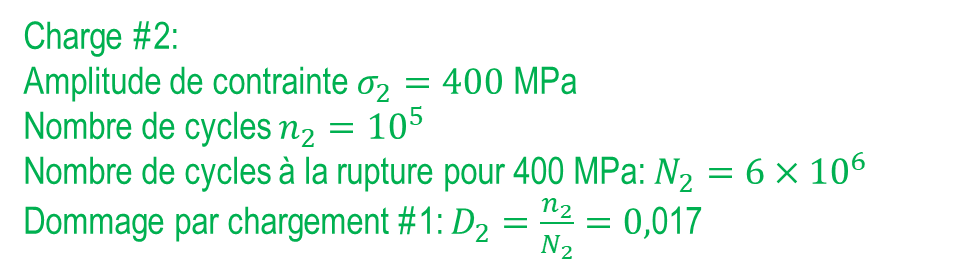 Charge #2:
Amplitude de contrainte σ₂ = 400 MPa
Nombre de cycles n₂ = 10⁵
Nombre de cycles à la rupture pour 400 MPa: N₂ = 6 × 10⁶
Dommage par chargement #1: D₂ = n₂/N₂ = 0,017